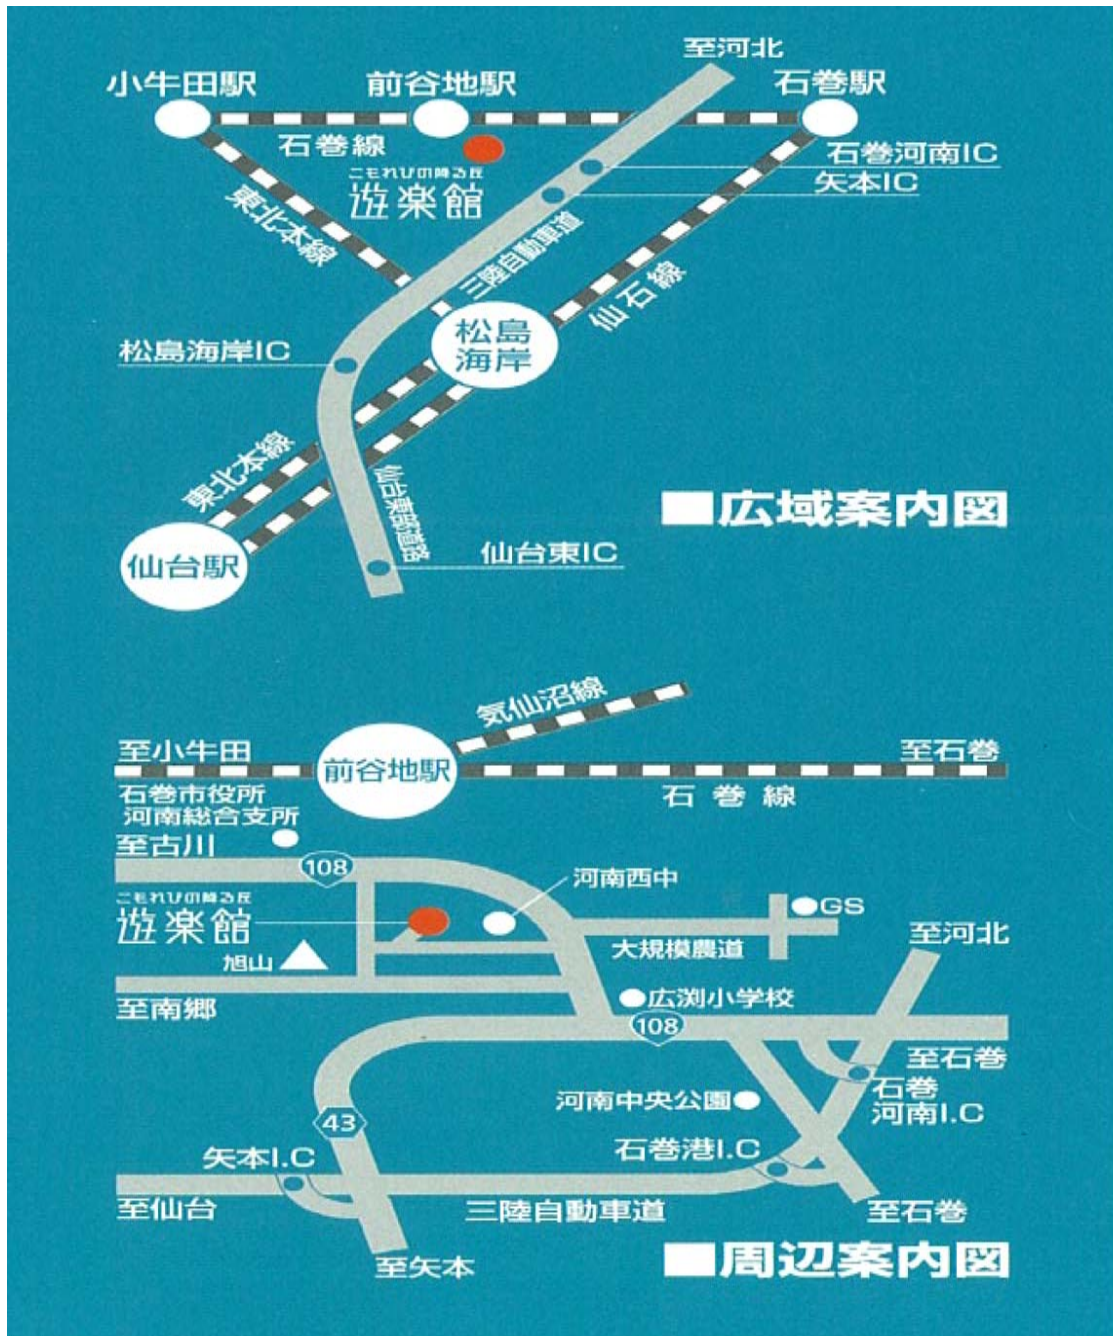 至河北
小牛田駅
前谷地駅
石巻駅
石巻線
石巻河南IC
こもれびの降る丘
遊楽館
矢本IC
東北本線
三陸自動車道
仙石線
松島
海岸
松島海岸IC
東北本線
仙台東部道路
■広域案内図
仙台駅
仙台東IC
気仙沼線
至小牛田
前谷地駅
至石巻
石巻市役所
河南総合支所
石巻線
至古川
108
河南西中
こもれびの降る丘
遊楽館
GS
旭山
大規模農道
至河北
至南郷
広渕小学校
108
至石巻
石巻
河南I.C
河南中央公園
43
石巻港I.C
矢本I.C
至仙台
三陸自動車道
至石巻
至矢本
■周辺案内図